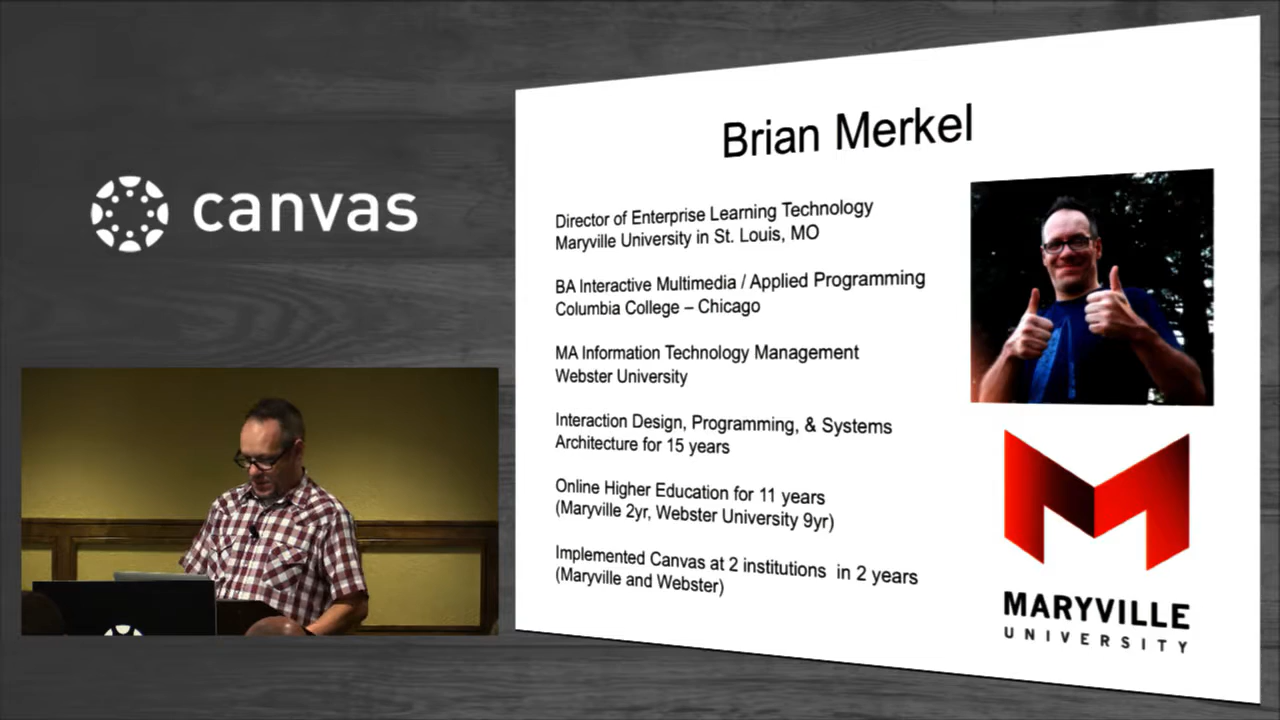 canvas
Brian Merkel
Director of Enterprise Learning Technology
Maryville University in St. Louis, MO
BA Interactive Multimedia / Applied Programming
Columbia College – Chicago
MA Information Technology Management
Webster University
Interaction Design, Programming, & Systems
Architecture for 15 years
Online Higher Education for 11 years
(Maryville 2yr, Webster University 9yr)
Implemented Canvas at 2 institutions  in 2 years
(Maryville and Webster)
MARYVILLE
UNIVERSITY